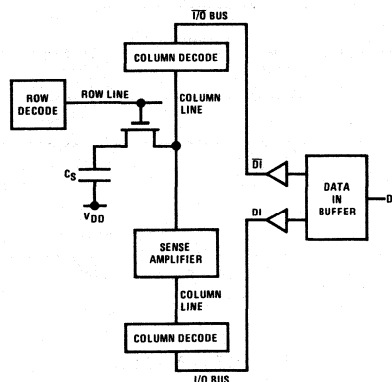 I/O BUS
COLUMN DECODE
ROW LINE
ROW
DECODE
COLUMN
LINE
CS
VDD
DI
DATA
IN
BUFFER
D
DI
SENSE
AMPLIFIER
COLUMN
LINE
COLUMN DECODE
I/O BUS